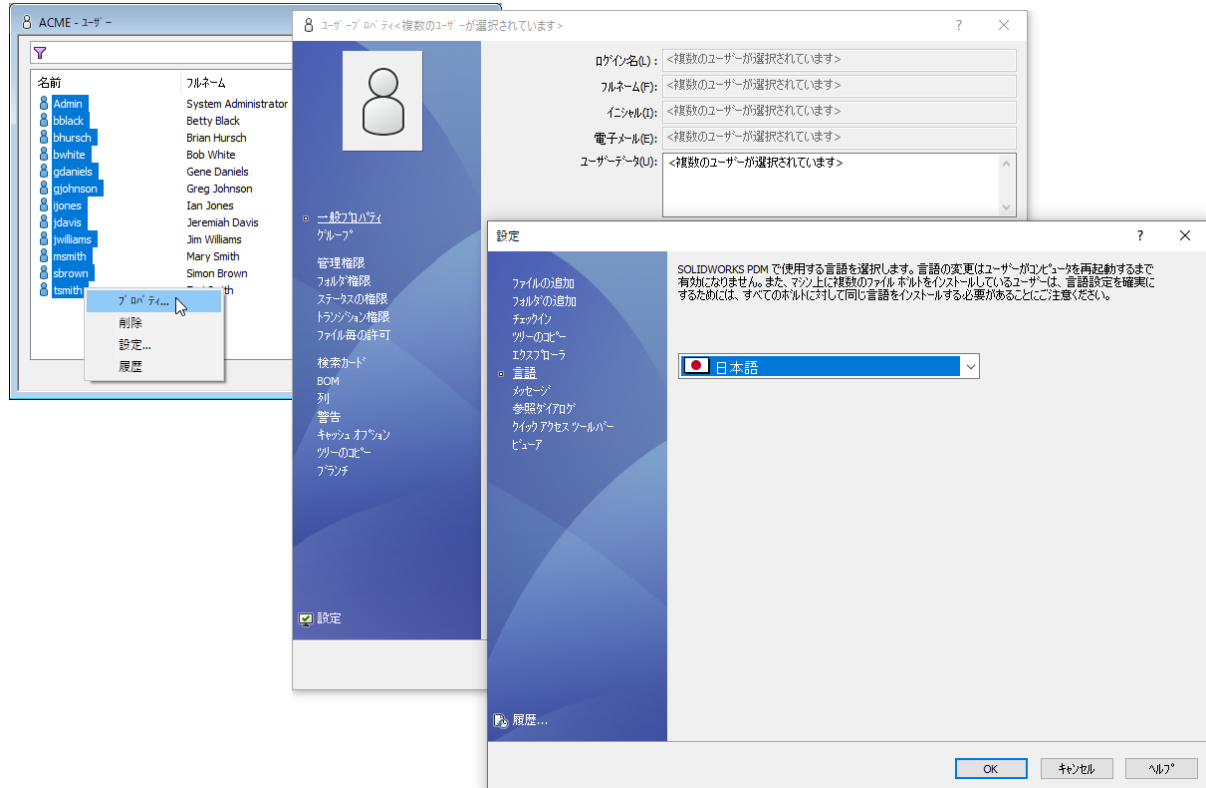 ACME - ﾕｰｻﾞｰ
名前
フルネーム
Admin
System Administrator
bblack
Betty Black
bhursch
Brian Hursch
bwhite
Bob White
gdaniels
Gene Daniels
gjohnson
Greg Johnson
ijones
Ian Jones
jdavis
Jeremiah Davis
jwilliams
Jim Williams
msmith
Mary Smith
sbrown
Simon Brown
tsmith
ﾌﾟﾛﾊﾟﾃｨ...
削除
設定...
履歴
ﾕｰｻﾞｰﾌﾟﾛﾊﾟﾃｨ<複数のﾕｰｻﾞｰが選択されています>
ﾛｸﾞｲﾝ名(L) :
<複数のユーザーが選択されています>
ﾌﾙﾈｰﾑ(F):
<複数のユーザーが選択されています>
ｲﾆｼｬﾙ(I):
<複数のユーザーが選択されています>
電子ﾒｰﾙ(E):
<複数のユーザーが選択されています>
ﾕｰｻﾞｰﾃﾞｰﾀ(U):
<複数のユーザーが選択されています>
一般ﾌﾟﾛﾊﾟﾃｨ
ｸﾞﾙｰﾌﾟ
管理権限
ﾌｫﾙﾀﾞ権限
ｽﾃｰﾀｽの権限
ﾄﾗﾝｼﾞｼｮﾝ権限
ﾌｧｲﾙ毎の許可
検索ｶｰﾄﾞ
BOM
列
警告
ｷｬｯｼｭ ｵﾌﾟｼｮﾝ
ﾂﾘｰのｺﾋﾟｰ
ﾌﾞﾗﾝﾁ
設定
設定
ﾌｧｲﾙの追加
ﾌｫﾙﾀﾞの追加
ﾁｪｯｸｲﾝ
ﾂﾘｰのｺﾋﾟｰ
ｴｸｽﾌﾟﾛｰﾗ
言語
ﾒｯｾｰｼﾞ
参照ﾀﾞｲｱﾛｸﾞ
ｸｲｯｸ ｱｸｾｽ ﾂｰﾙﾊﾞｰ
ﾋﾞｭｰｱ
履歴...
SOLIDWORKS PDM で使用する言語を選択します。言語の変更はﾕｰｻﾞｰがｺﾝﾋﾟｭｰﾀを再起動するまで
有効になりません。また、ﾏｼﾝ上に複数のﾌｧｲﾙ ﾎﾞﾙﾄをｲﾝｽﾄｰﾙしているﾕｰｻﾞｰは、言語設定を確実に
するためには、すべてのﾎﾞﾙﾄに対して同じ言語をｲﾝｽﾄｰﾙする必要があることにご注意ください。
日本語
OK
ｷｬﾝｾﾙ
ﾍﾙﾌﾟ